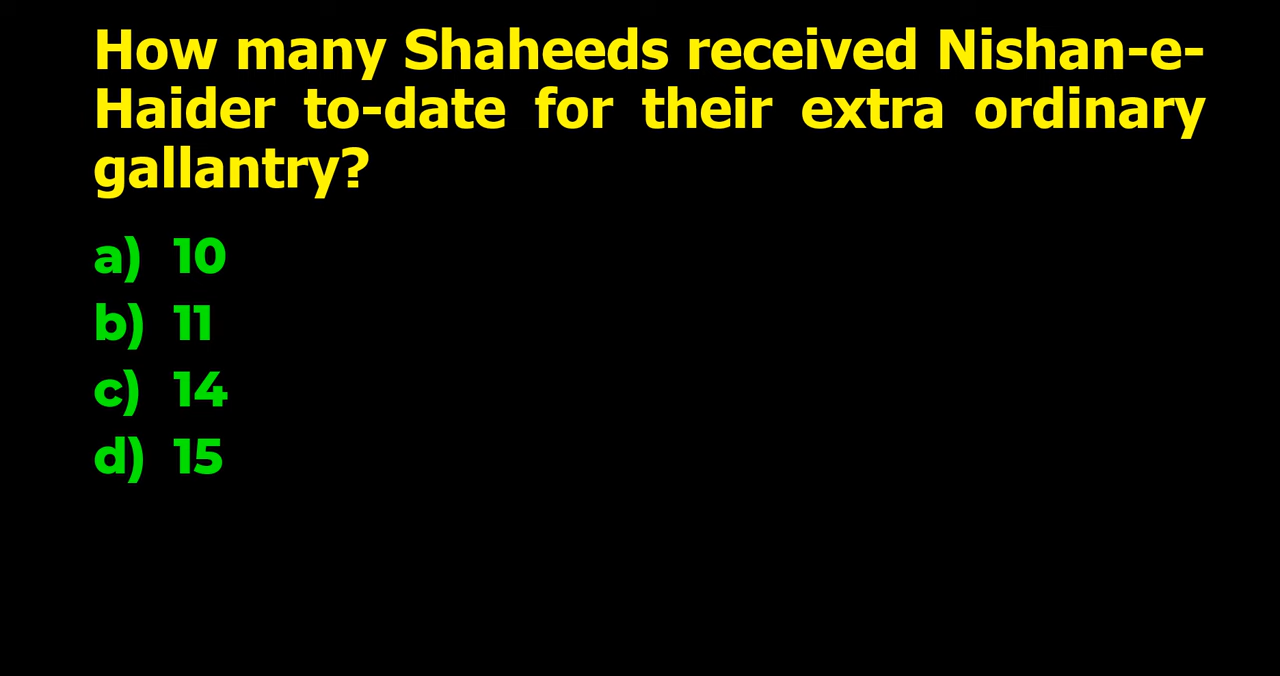 How many Shaheeds received Nishan-e-
Haider to-date for their extra ordinary
gallantry?
a) 10
b) 11
c) 14
d) 15